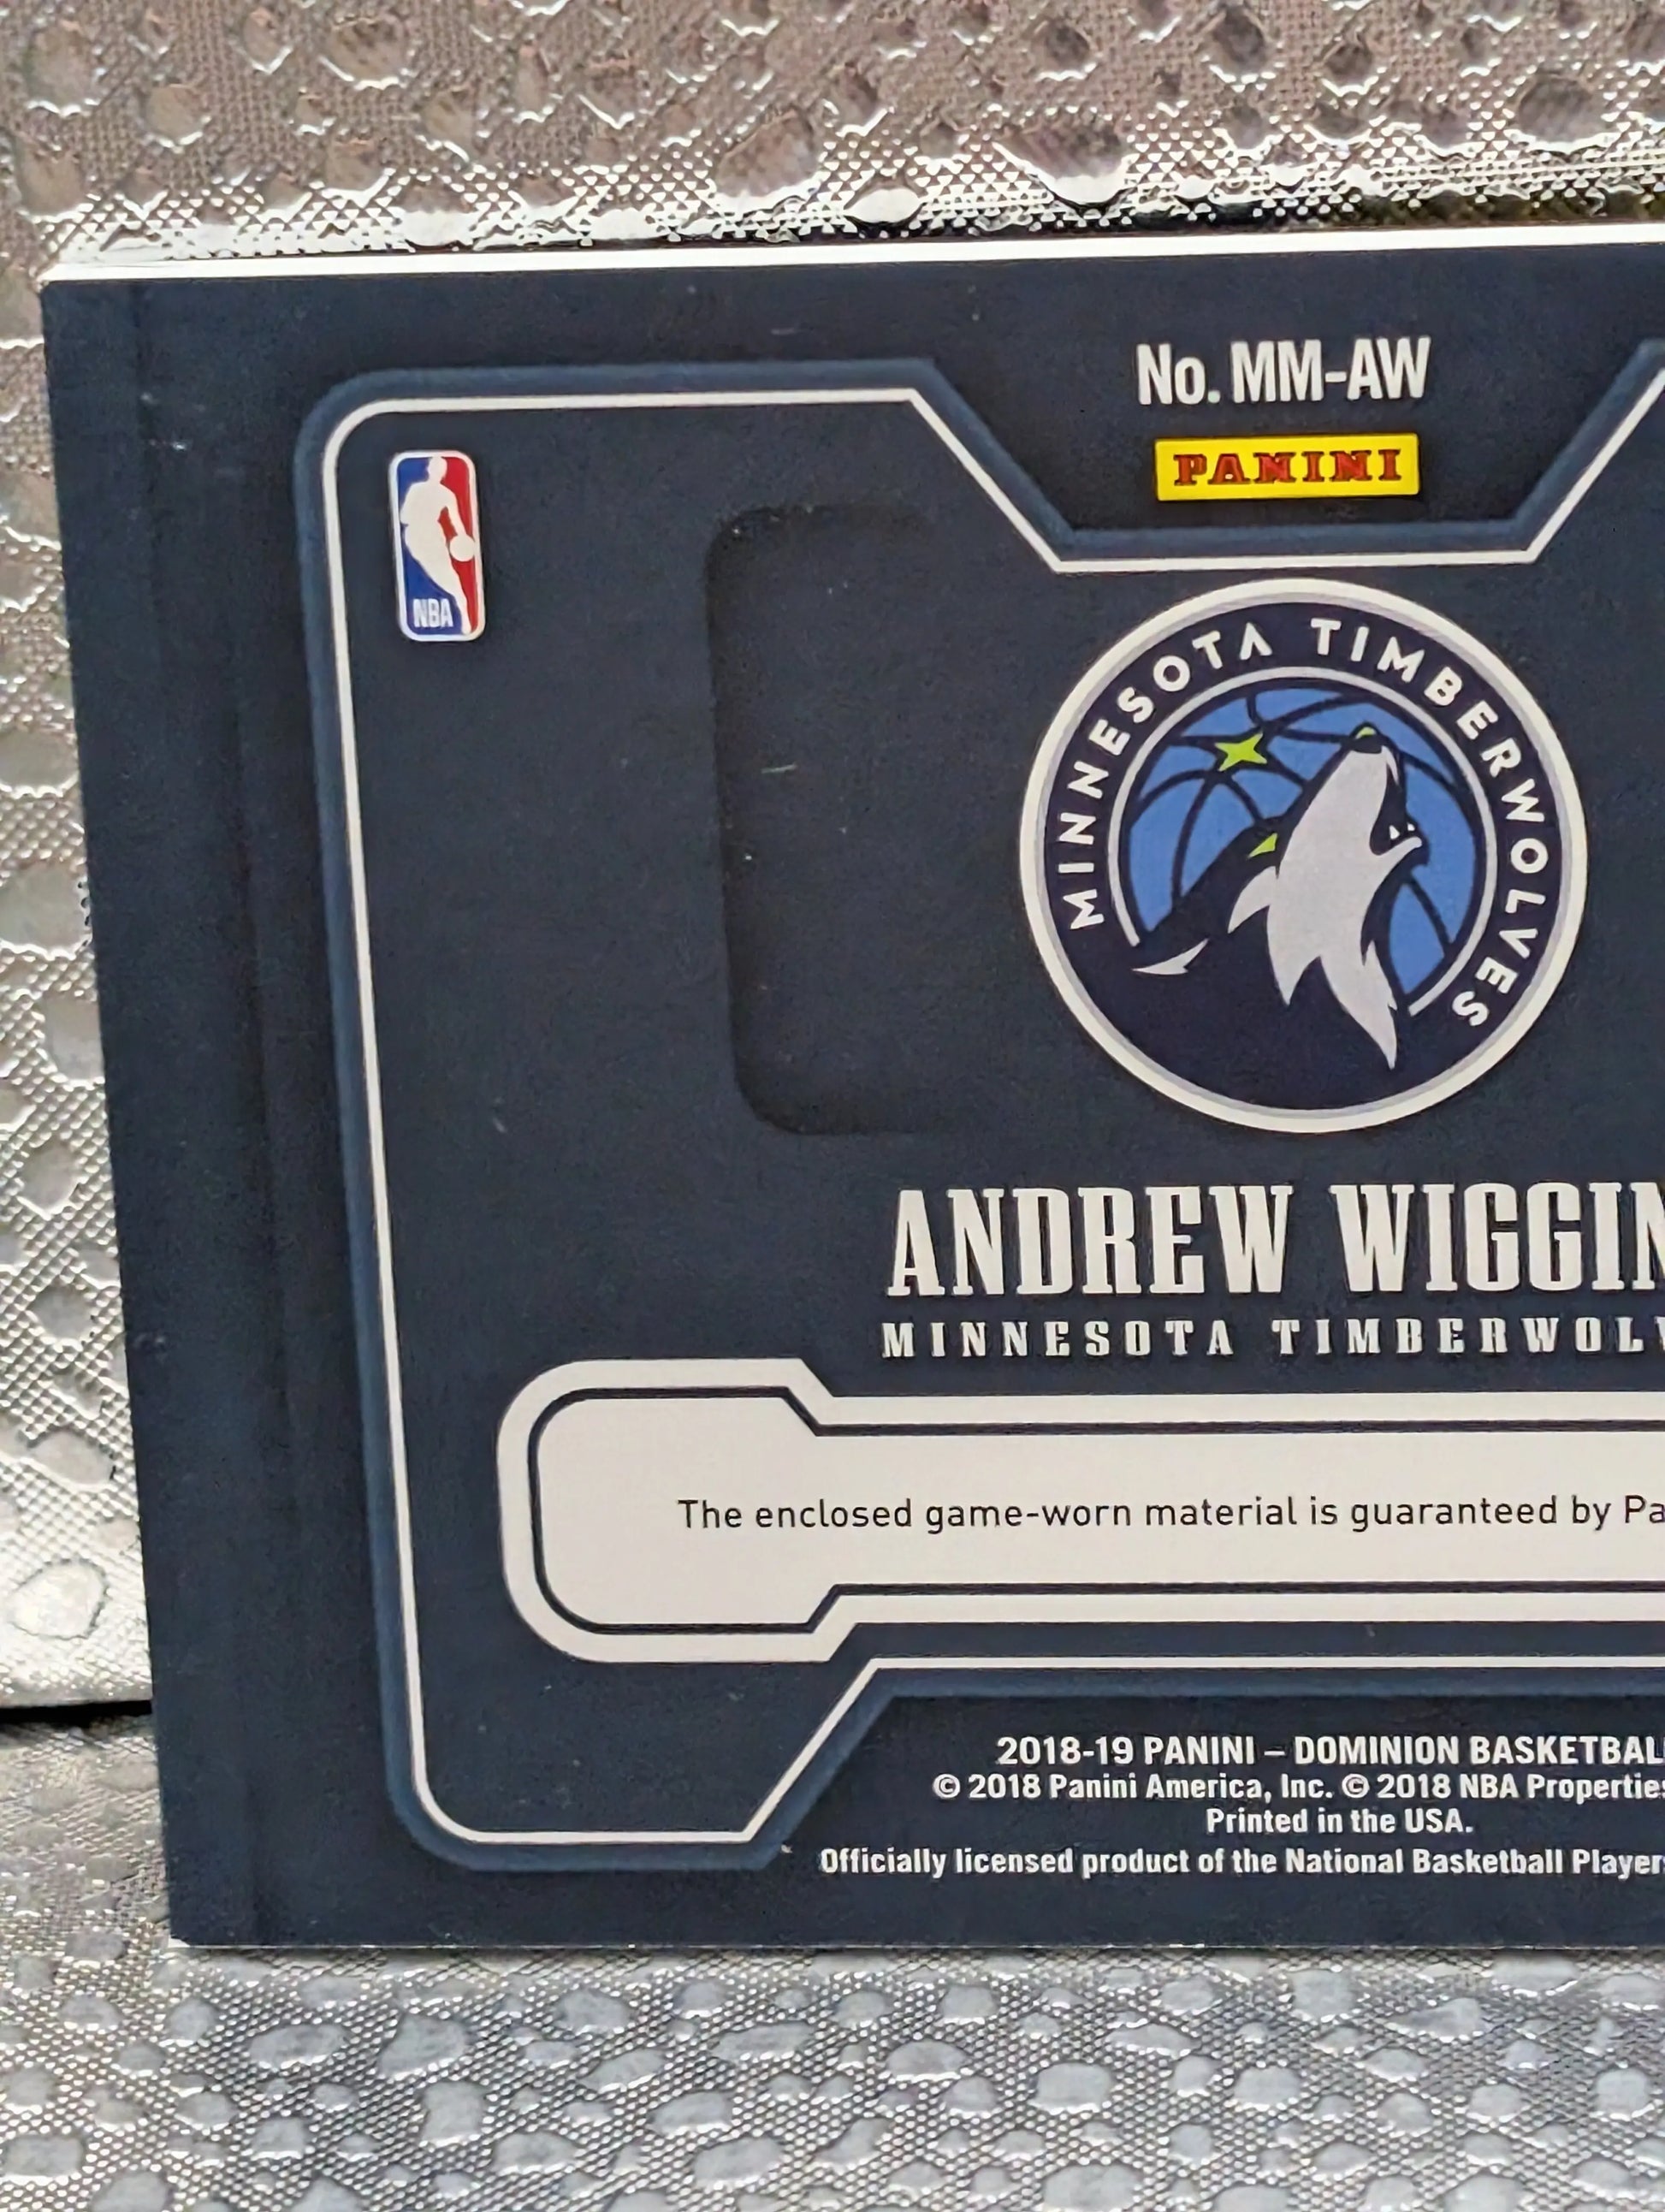 No. MM-AW
PANINI
NBA
MINNESOTA TIMBERWOLVES
ANDREW WIGGIN
MINNESOTA TIMBERWOLV
The enclosed game-worn material is guaranteed by Pa
2018-19 PANINI – DOMINION BASKETBAL
© 2018 Panini America, Inc. © 2018 NBA Properties
Printed in the USA.
Officially licensed product of the National Basketball Player